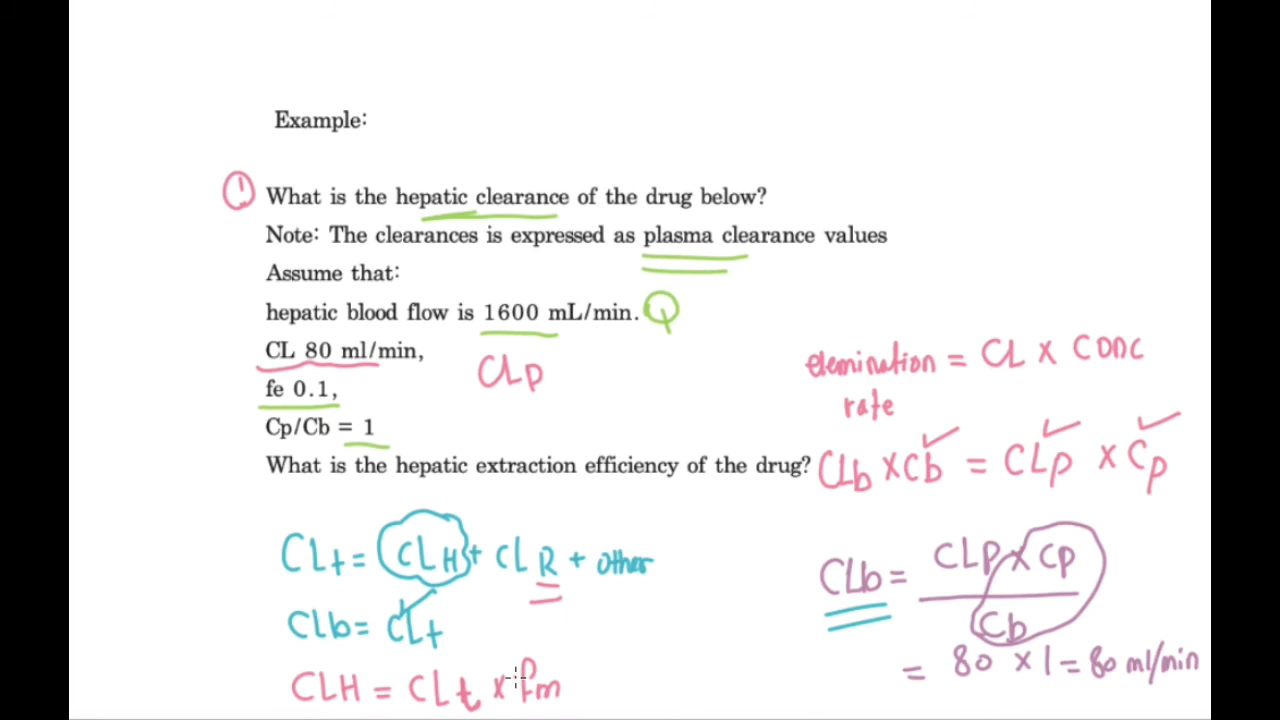 Example:
① What is the hepatic clearance of the drug below?
Note: The clearances is expressed as plasma clearance values
Assume that:
hepatic blood flow is 1600 mL/min. Q
CL 80 ml/min, CLp
fe 0.1,
Cp/Cb = 1
What is the hepatic extraction efficiency of the drug?
elemination rate = CL x conc
CLb x Cb = CLp x Cp
CLt = CLH + CL R + other
CLb = CLt
CLH = CLt x fm
CLb = CLp x Cp / Cb
= 80 x 1 = 80 ml/min